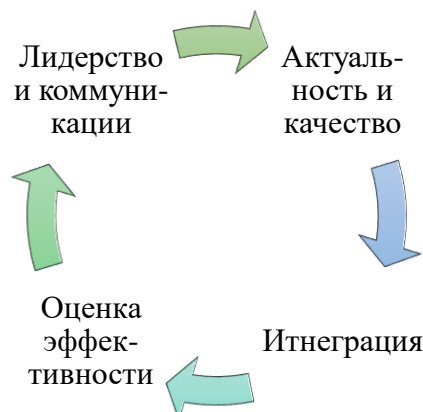 Лидерство
и коммуни-
кации
Актуаль-
ность и
качество
Итнеграция
Оценка
эффек-
тивности